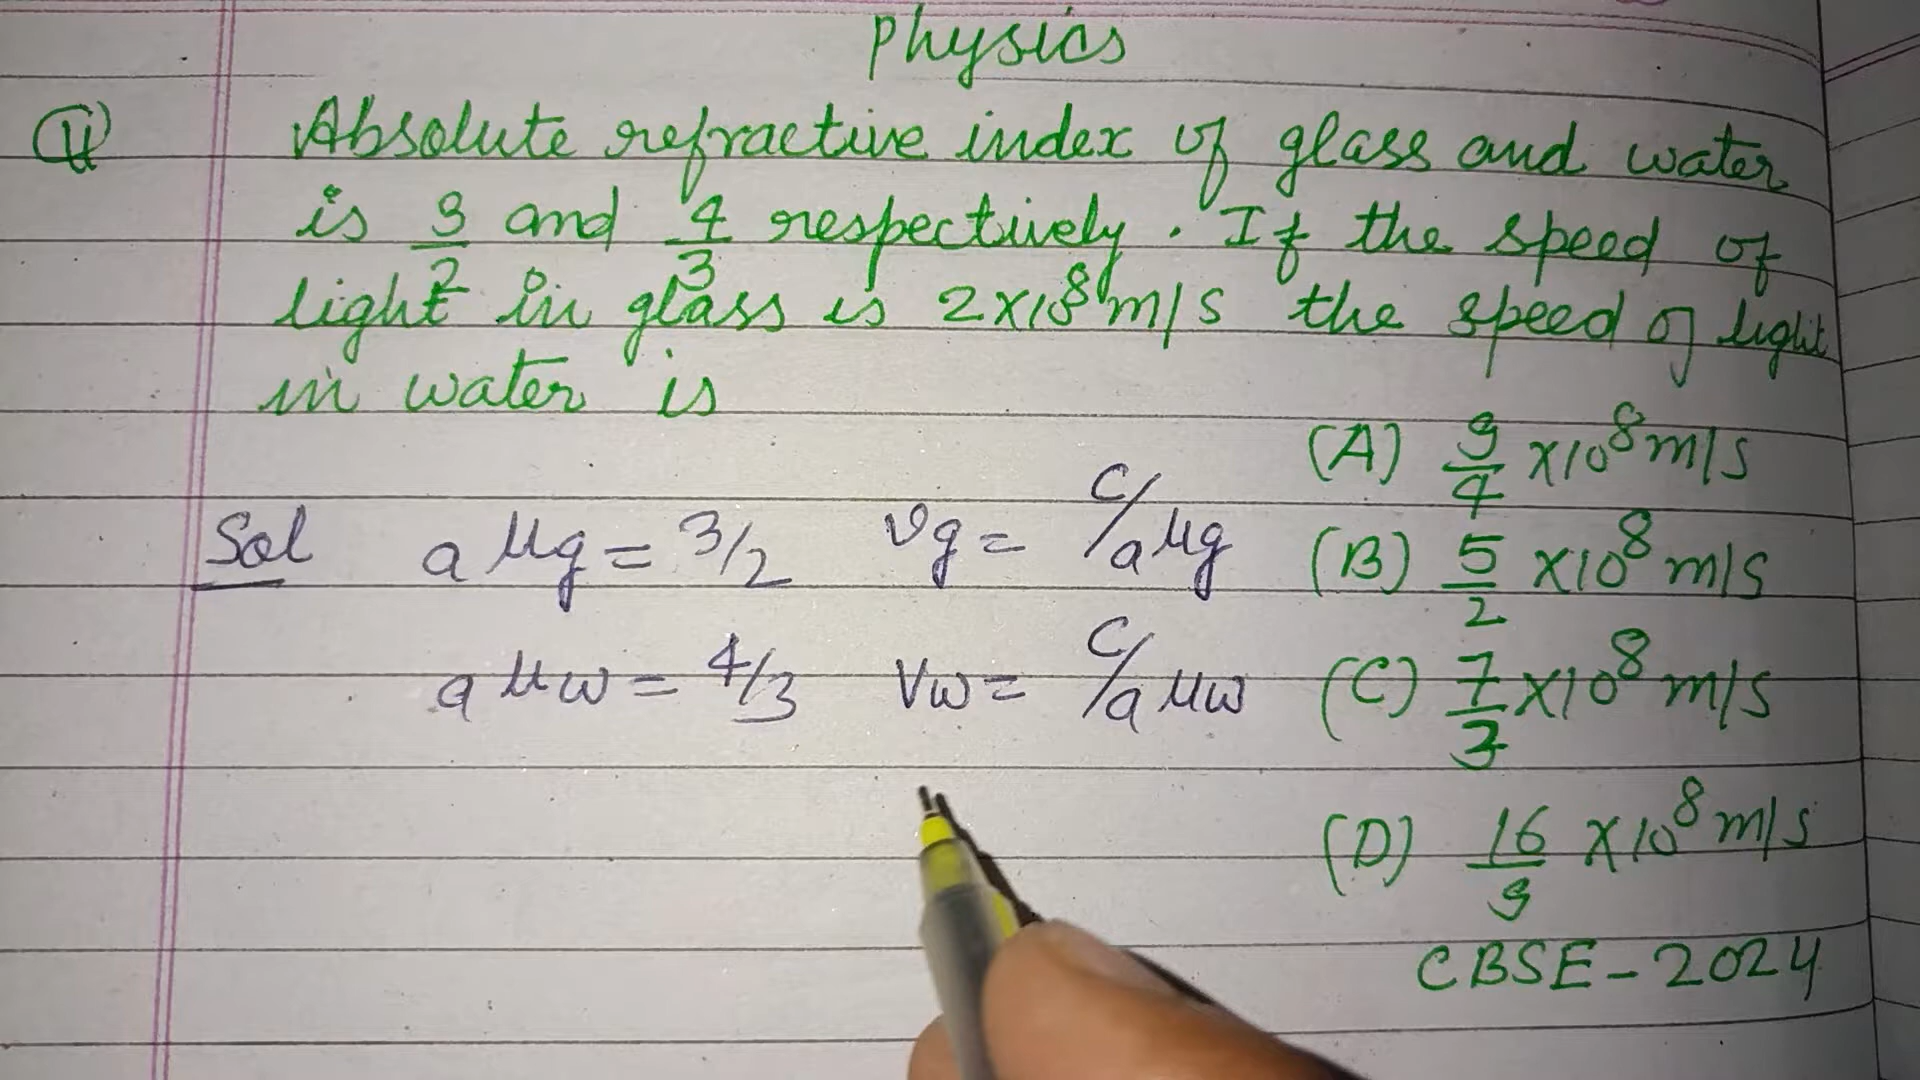 Physics
Q Absolute refractive index of glass and water
is 3/2 and 4/3 respectively. If the speed of
light in glass is 2×10⁸ m/s the speed of light
in water is
(A) 9/4 ×10⁸ m/s
Sol aμg = 3/2 vg = c/aμg (B) 5/2 ×10⁸ m/s
aμw = 4/3 vw = c/aμw (C) 7/3 ×10⁸ m/s
(D) 16/9 ×10⁸ m/s
CBSE-2024